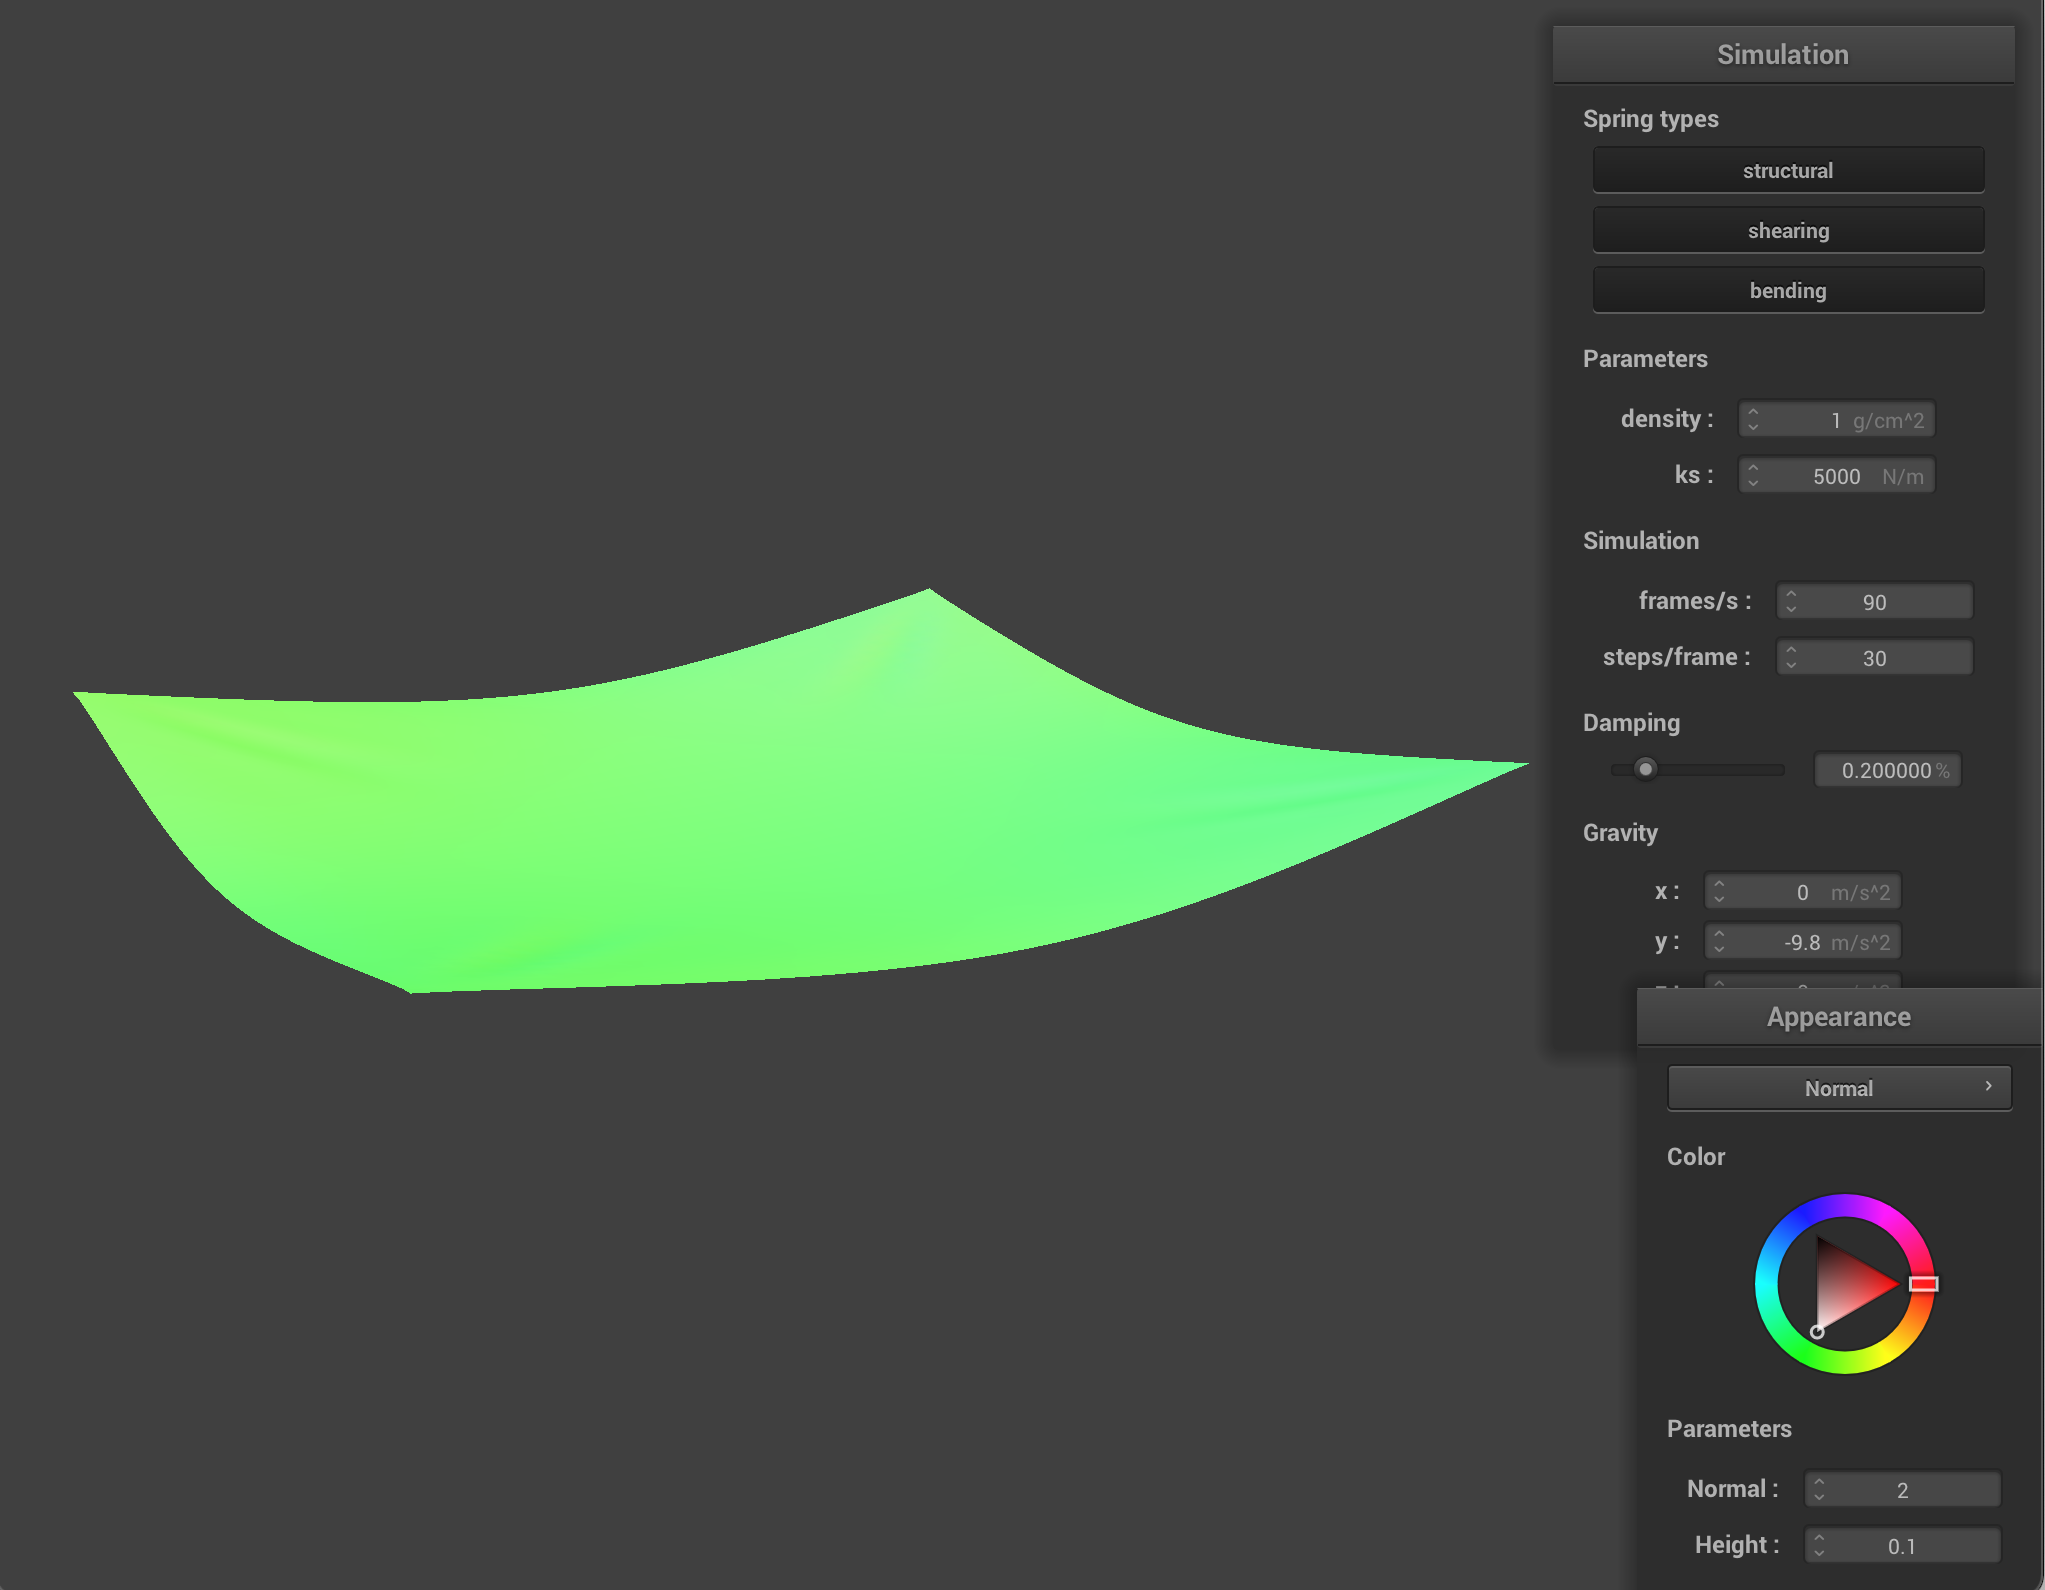 Simulation
Spring types
structural
shearing
bending
Parameters
density : 1 g/cm^2
ks : 5000 N/m
Simulation
frames/s : 90
steps/frame : 30
Damping
0.200000 %
Gravity
x : 0 m/s^2
y : -9.8 m/s^2
Appearance
Normal
Color
Parameters
Normal : 2
Height : 0.1